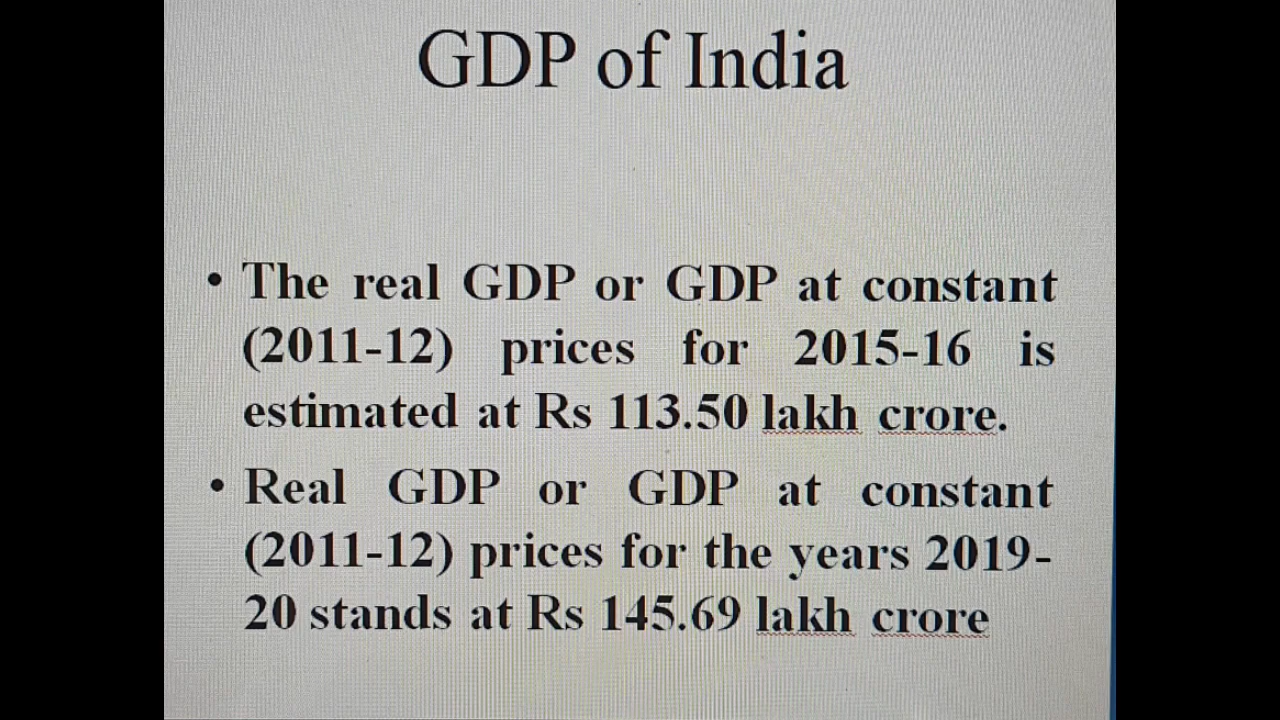 GDP of India
• The real GDP or GDP at constant
(2011-12) prices for 2015-16 is
estimated at Rs 113.50 lakh crore.
• Real GDP or GDP at constant
(2011-12) prices for the years 2019-
20 stands at Rs 145.69 lakh crore